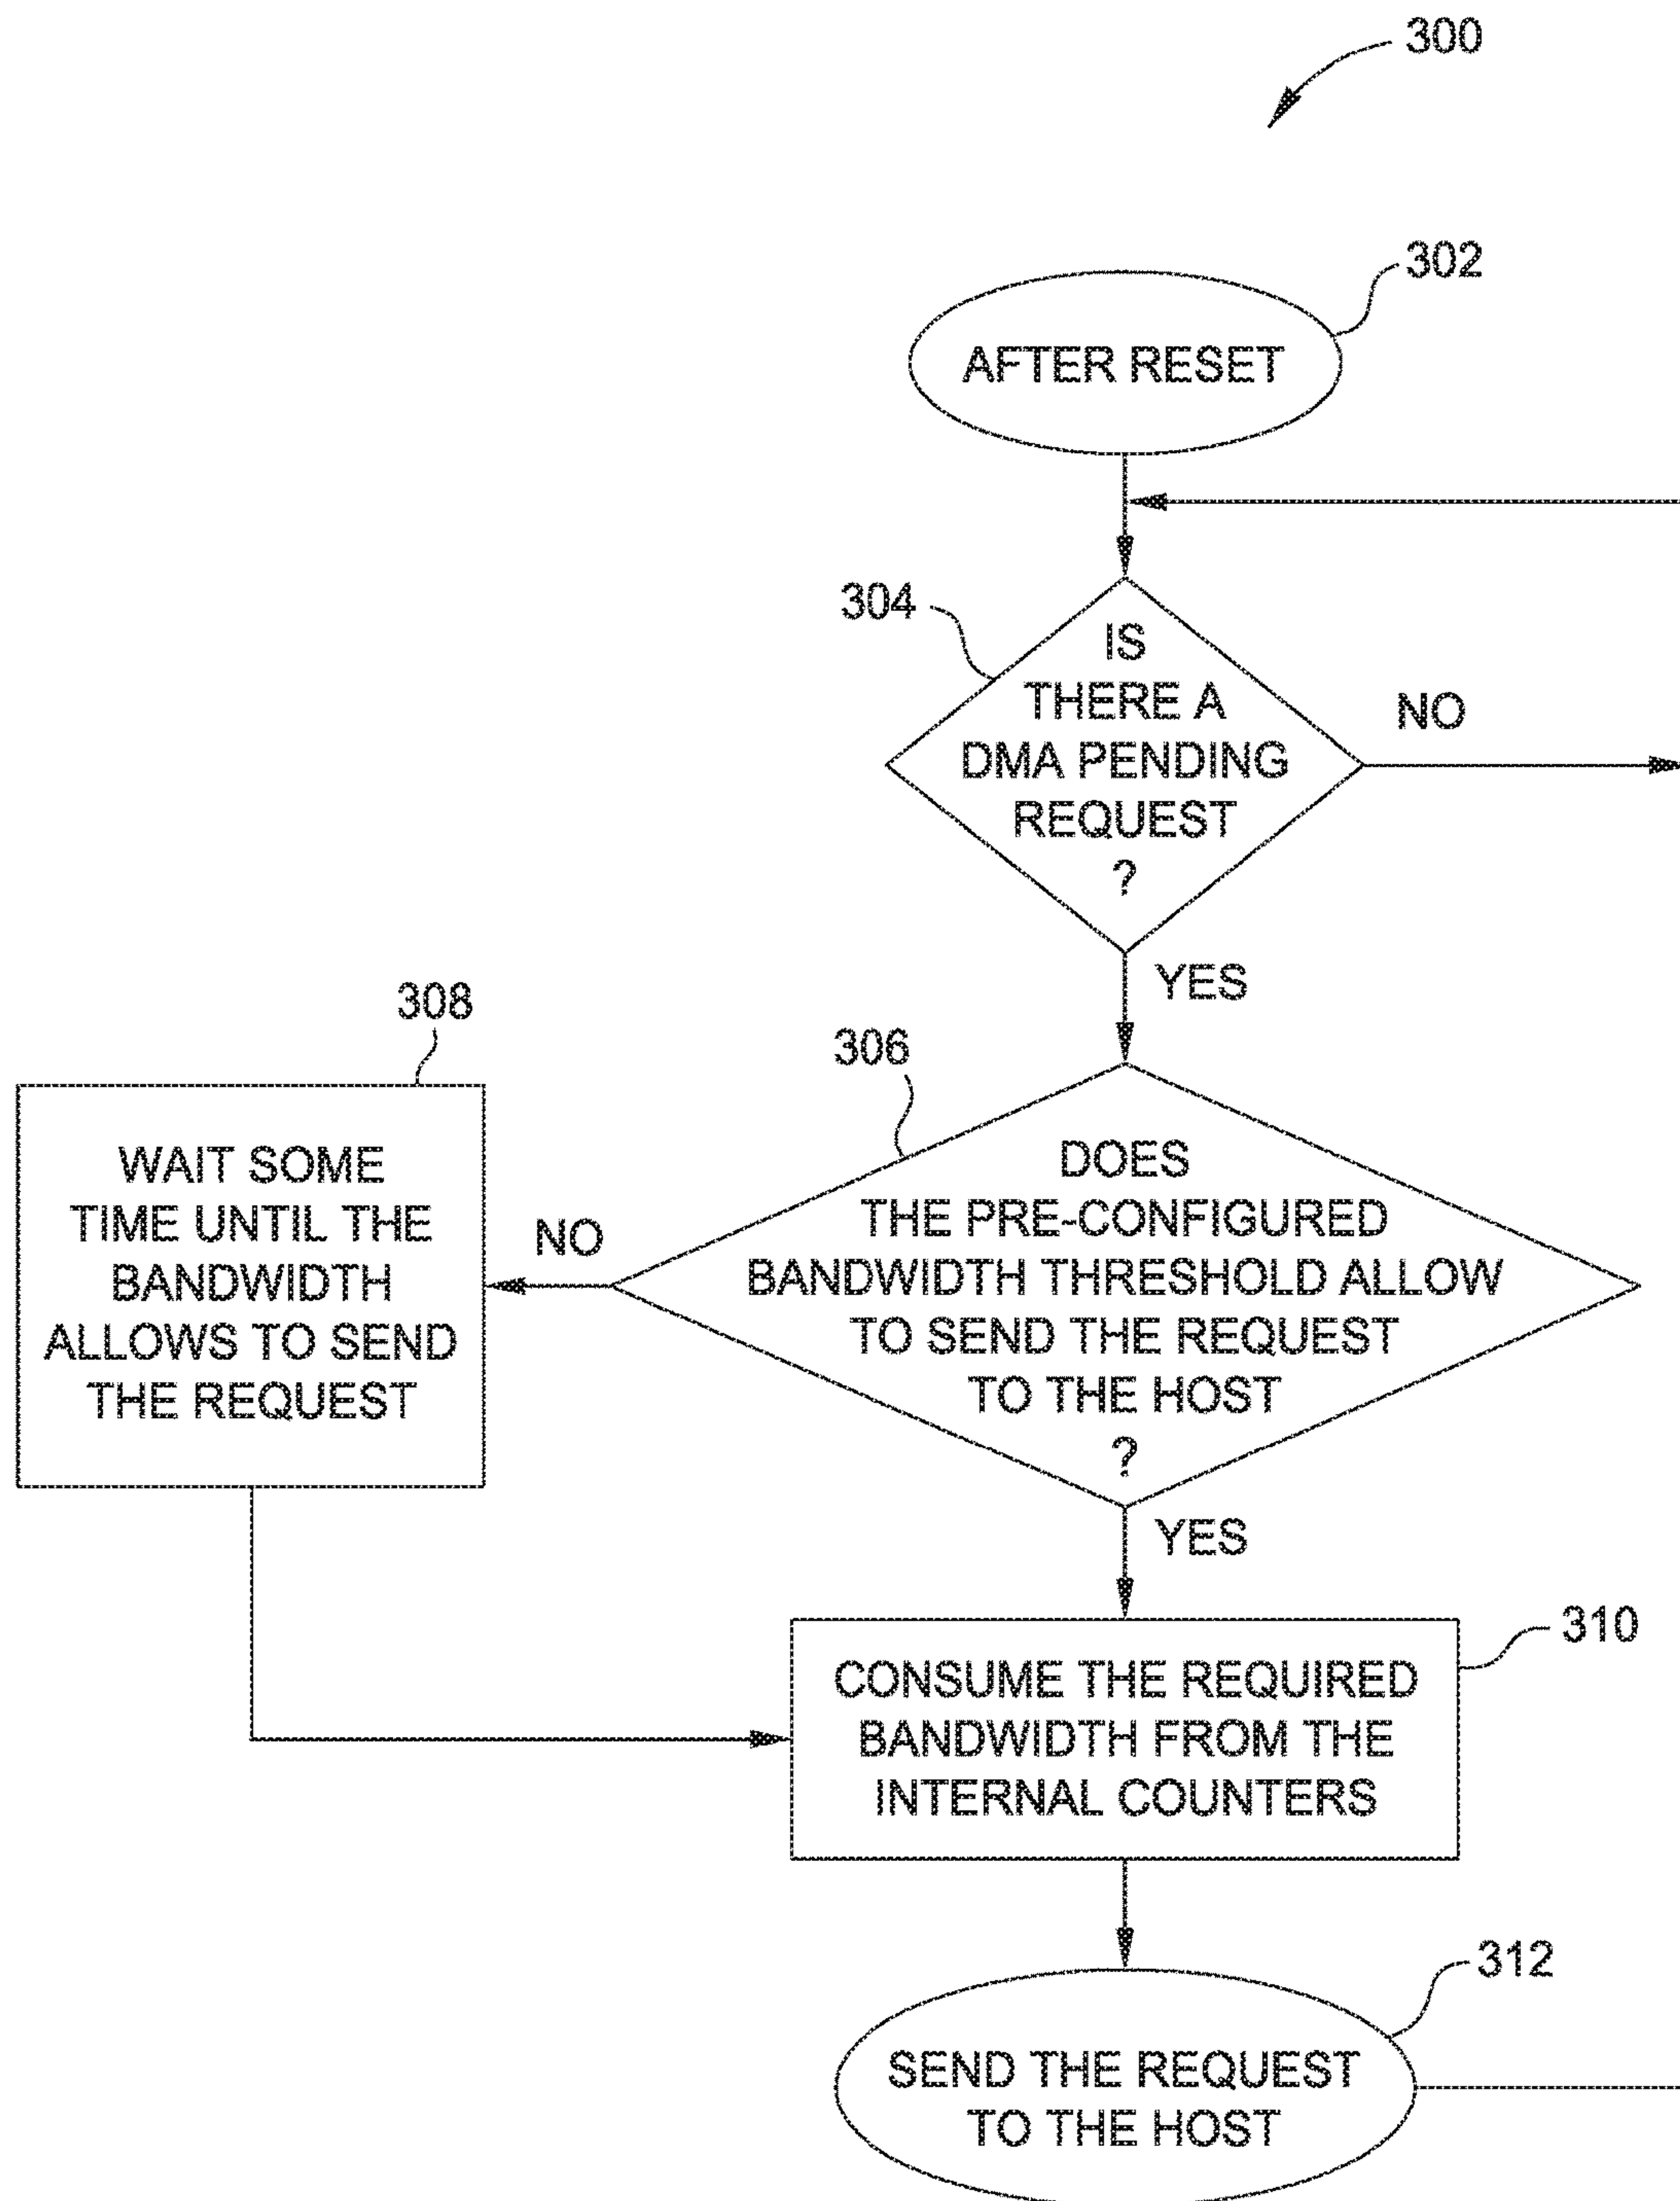 300
302
AFTER RESET
304
IS
THERE A
DMA PENDING
REQUEST
?
NO
YES
308
306
WAIT SOME
TIME UNTIL THE
BANDWIDTH
ALLOWS TO SEND
THE REQUEST
NO
DOES
THE PRE-CONFIGURED
BANDWIDTH THRESHOLD ALLOW
TO SEND THE REQUEST
TO THE HOST
?
YES
310
CONSUME THE REQUIRED
BANDWIDTH FROM THE
INTERNAL COUNTERS
312
SEND THE REQUEST
TO THE HOST